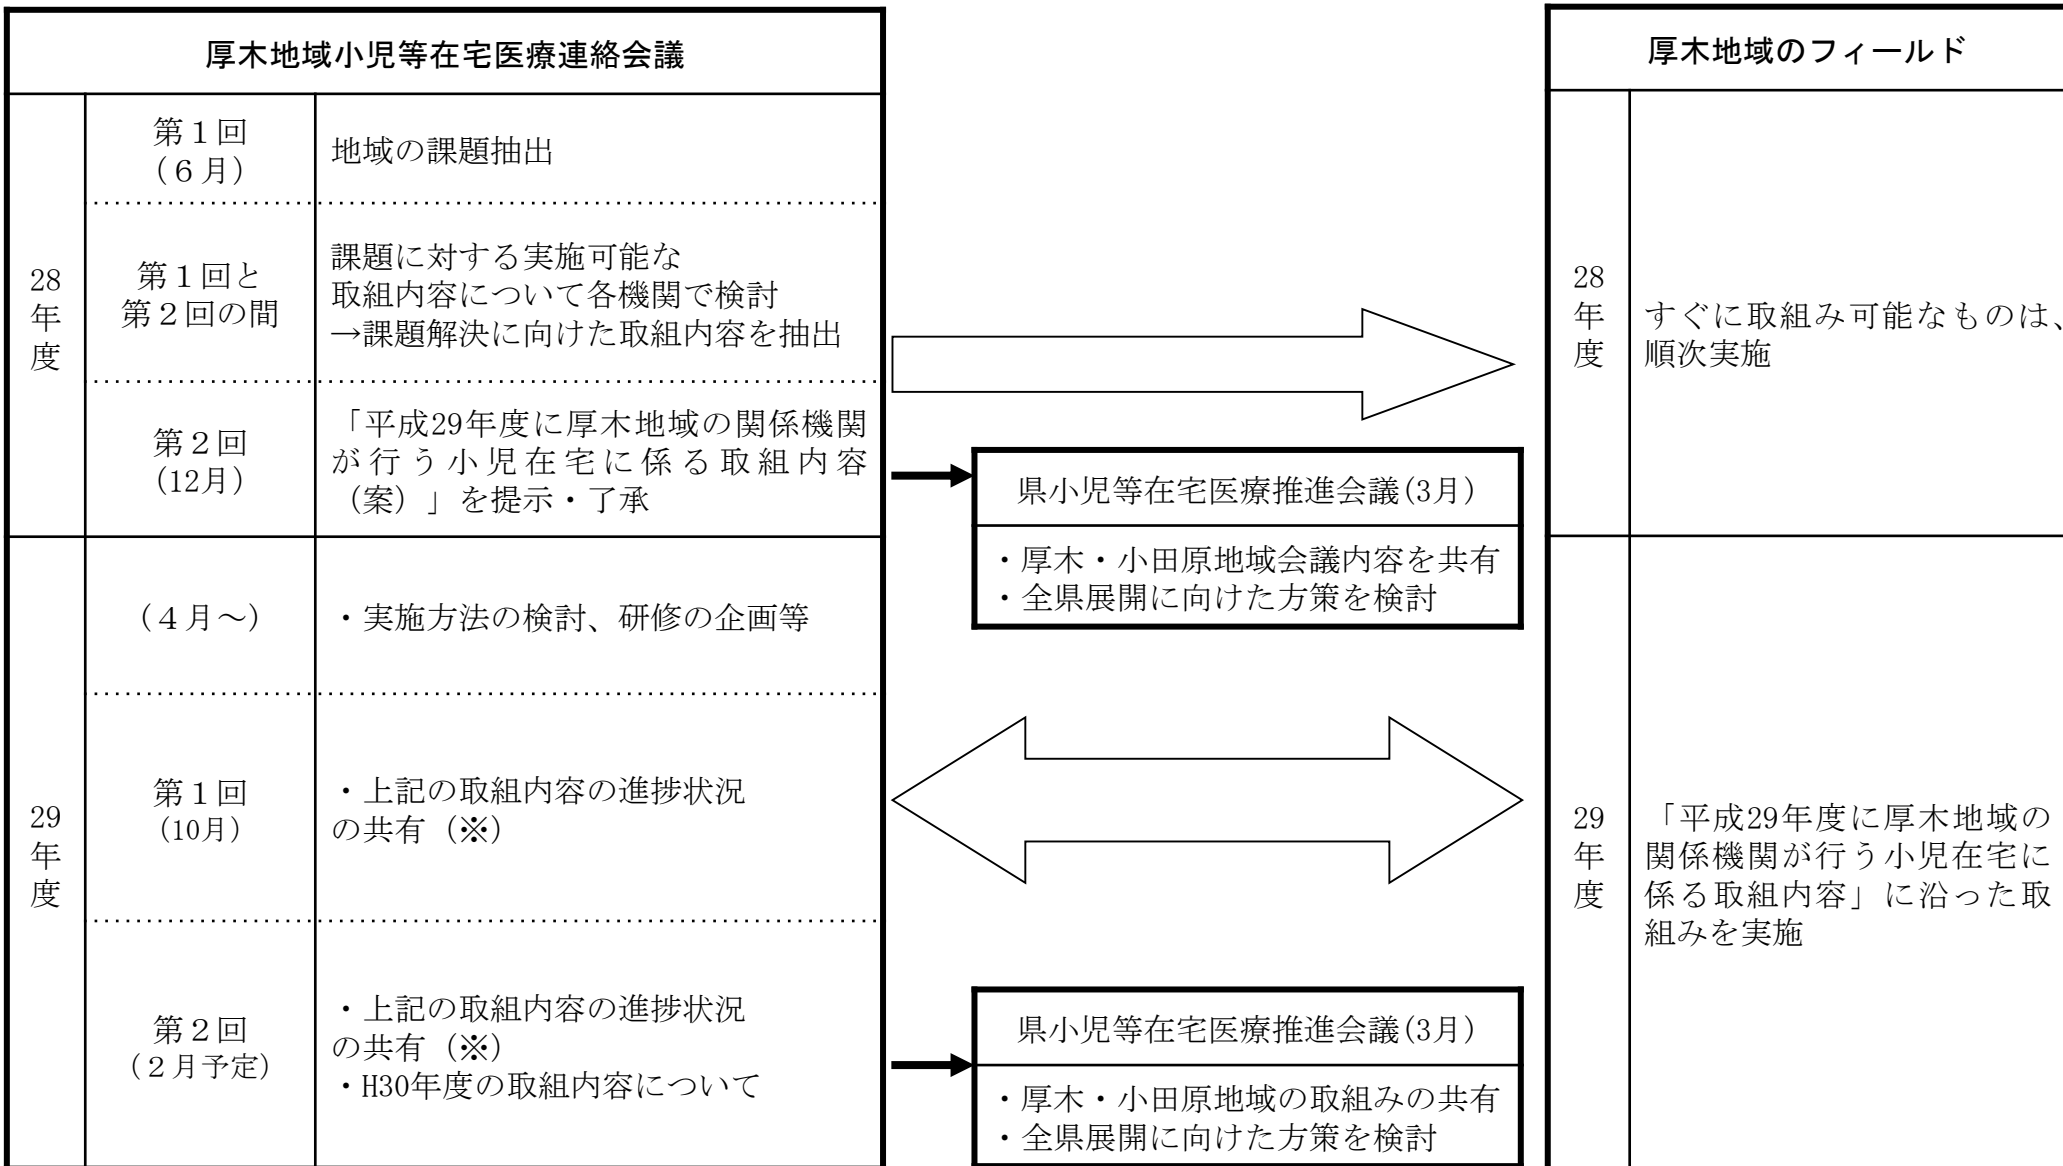 厚木地域小児等在宅医療連絡会議
28
年
度
第１回
（６月）
地域の課題抽出
第１回と
第２回の間
課題に対する実施可能な
取組内容について各機関で検討
→課題解決に向けた取組内容を抽出
第２回
（12月）
「平成29年度に厚木地域の関係機関
が行う小児在宅に係る取組内容
（案）」を提示・了承
29
年
度
（４月～）
・実施方法の検討、研修の企画等
第１回
（10月）
・上記の取組内容の進捗状況
の共有（※）
第２回
（２月予定）
・上記の取組内容の進捗状況
の共有（※）
・H30年度の取組内容について
県小児等在宅医療推進会議(3月)
・厚木・小田原地域会議内容を共有
・全県展開に向けた方策を検討
県小児等在宅医療推進会議(3月)
・厚木・小田原地域の取組みの共有
・全県展開に向けた方策を検討
厚木地域のフィールド
28
年
度
すぐに取組み可能なものは、
順次実施
29
年
度
「平成29年度に厚木地域の
関係機関が行う小児在宅に
係る取組内容」に沿った取
組みを実施